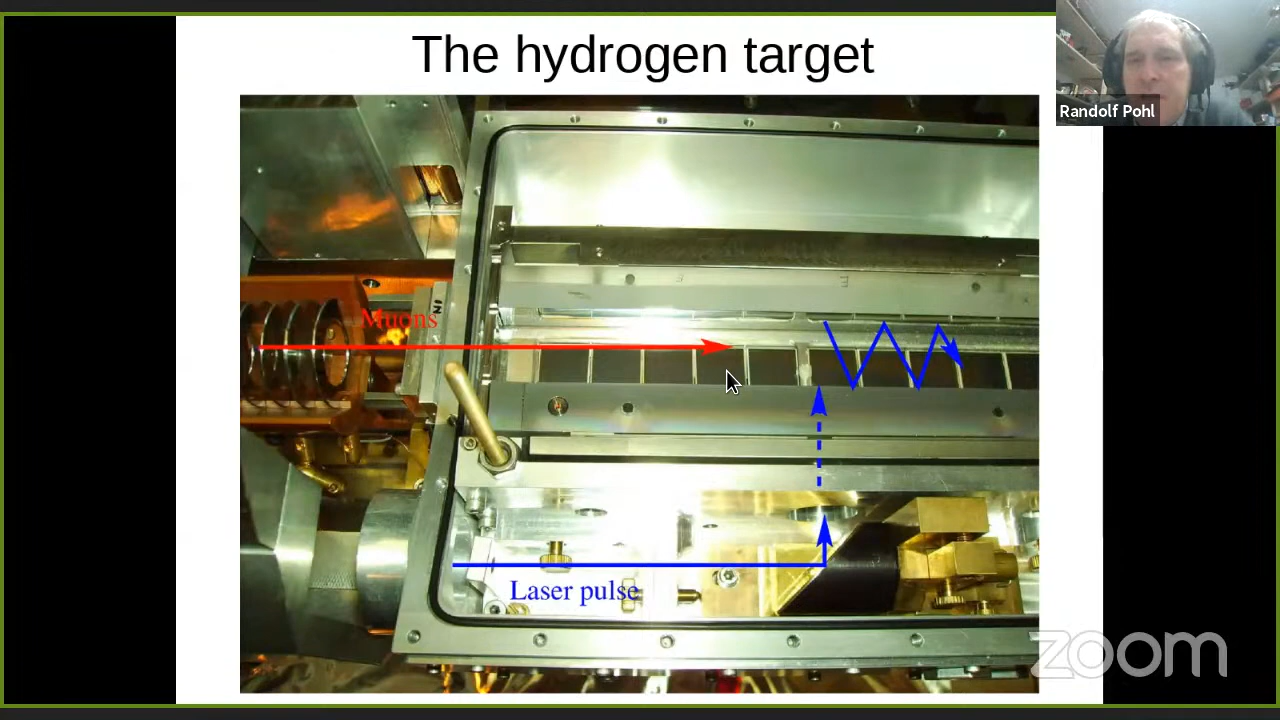 The hydrogen target
Randolf Pohl
Muons
Laser pulse
zoom